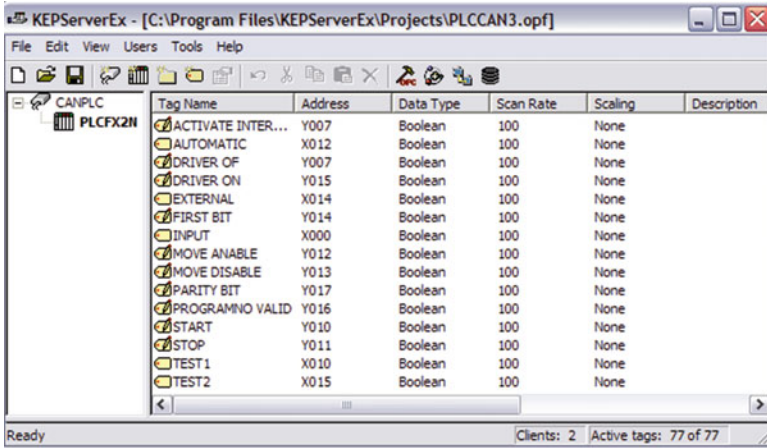 KEPServerEx - [C:\Program Files\KEPServerEx\Projects\PLCCAN3.opf]
File Edit View Users Tools Help
OPC
CANPLC
PLCFX2N
Tag Name Address Data Type Scan Rate Scaling Description
ACTIVATE INTER... Y007 Boolean 100 None
AUTOMATIC X012 Boolean 100 None
DRIVER OF Y007 Boolean 100 None
DRIVER ON Y015 Boolean 100 None
EXTERNAL X014 Boolean 100 None
FIRST BIT Y014 Boolean 100 None
INPUT X000 Boolean 100 None
MOVE ANABLE Y012 Boolean 100 None
MOVE DISABLE Y013 Boolean 100 None
PARITY BIT Y017 Boolean 100 None
PROGRAMNO VALID Y016 Boolean 100 None
START Y010 Boolean 100 None
STOP Y011 Boolean 100 None
TEST1 X010 Boolean 100 None
TEST2 X015 Boolean 100 None
Ready Clients: 2 Active tags: 77 of 77